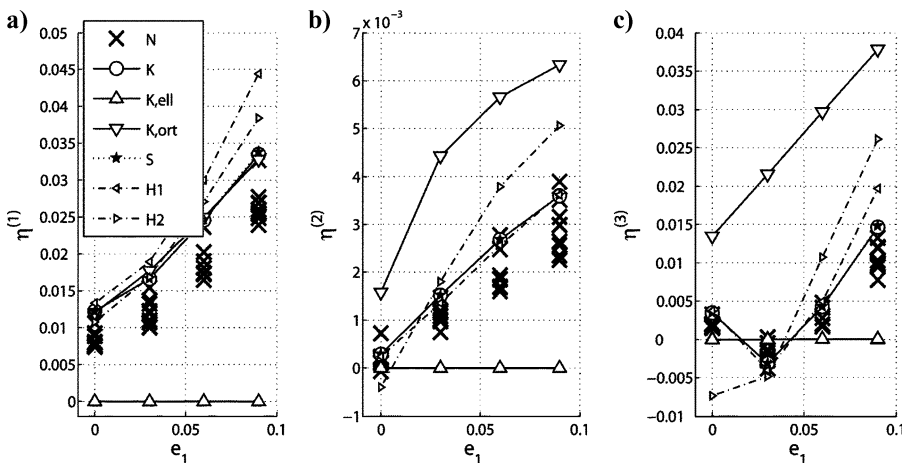 a)
b)
c)
0.05
0.045
0.04
0.035
0.03
0.025
0.02
0.015
0.01
0.005
0
η(1)
N
K
K,ell
K,ort
S
H1
H2
0
0.05
0.1
e1
× 10−3
7
6
5
4
3
2
1
0
−1
η(2)
0
0.05
0.1
e1
0.04
0.035
0.03
0.025
0.02
0.015
0.01
0.005
0
−0.005
−0.01
η(3)
0
0.05
0.1
e1